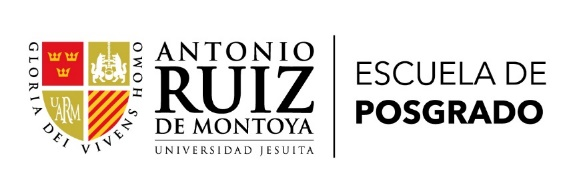 GLORIA DEI VIVENS HOMO
UARM
ANTONIO
RUIZ
DE MONTOYA
UNIVERSIDAD JESUITA
ESCUELA DE
POSGRADO